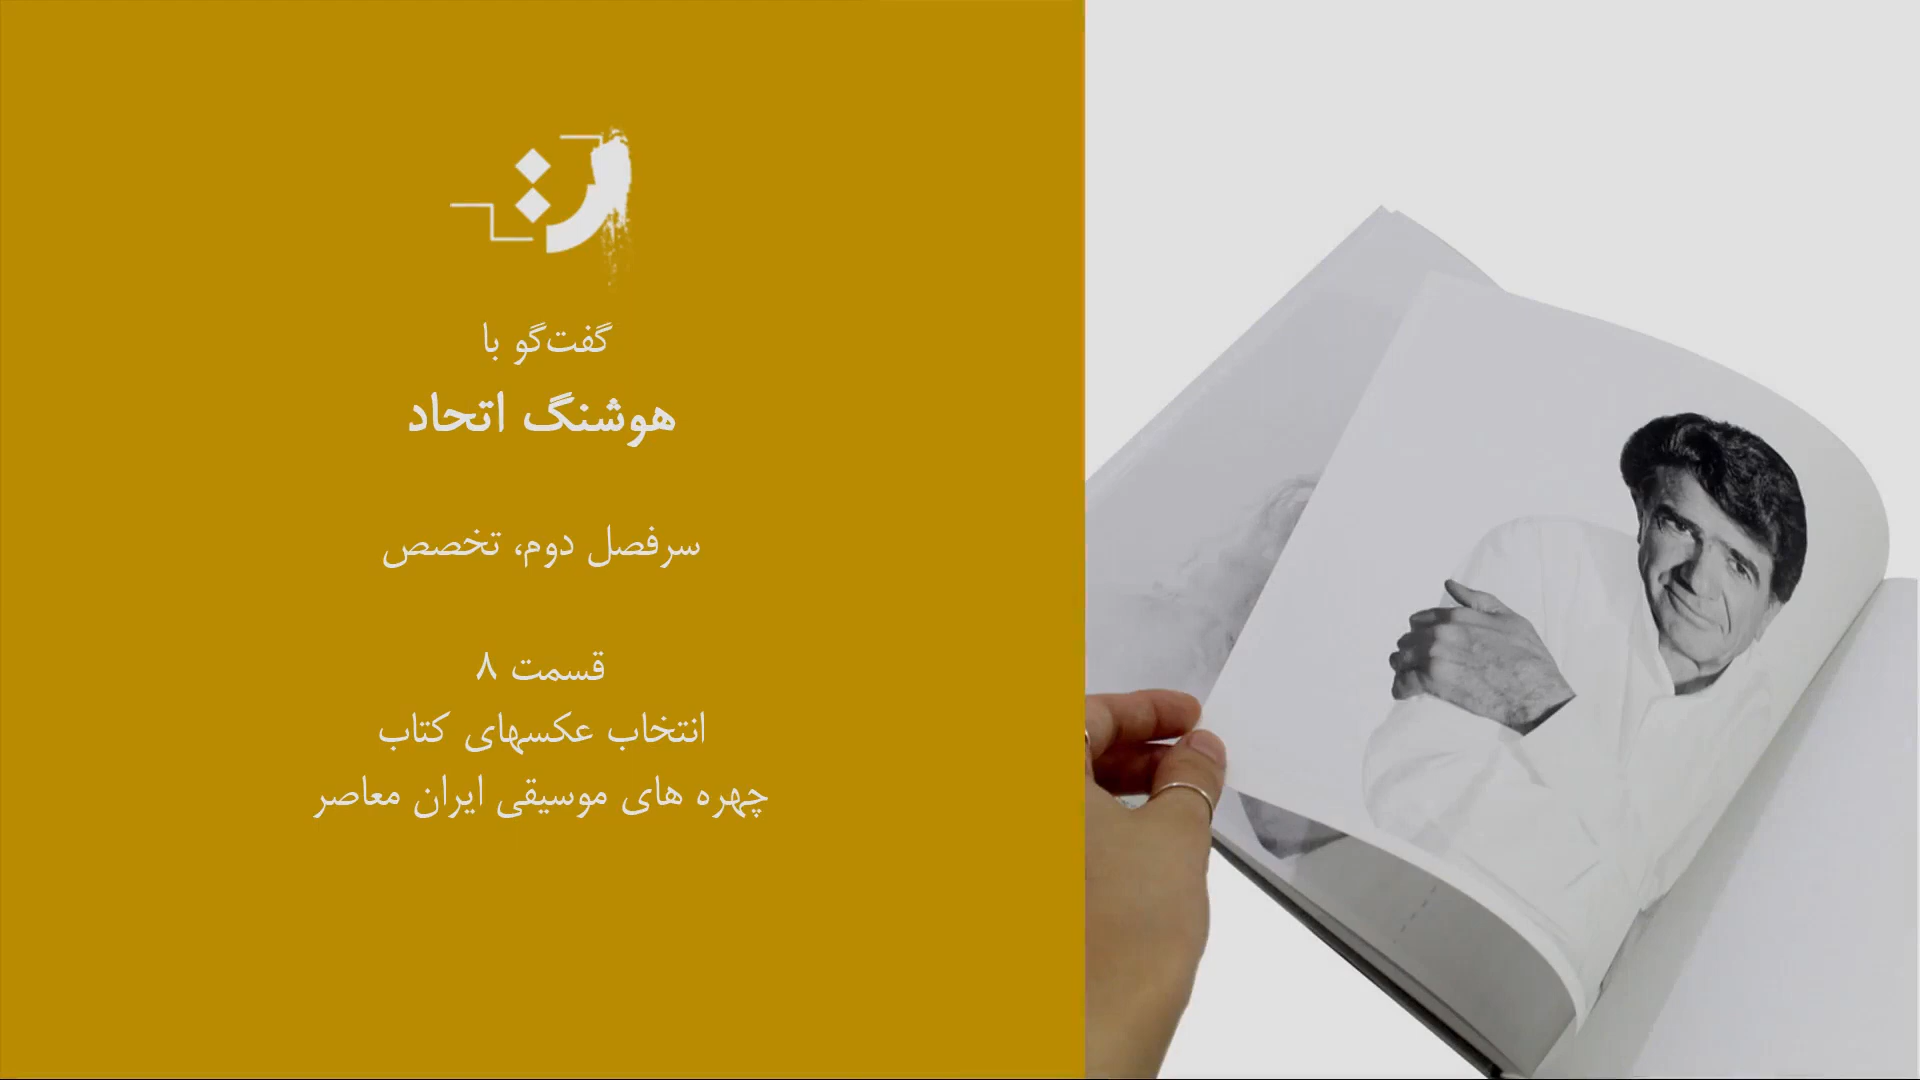 گفت‌گو با
هوشنگ اتحاد
سرفصل دوم، تخصص
قسمت ۸
انتخاب عکسهای کتاب
چهره های موسیقی ایران معاصر